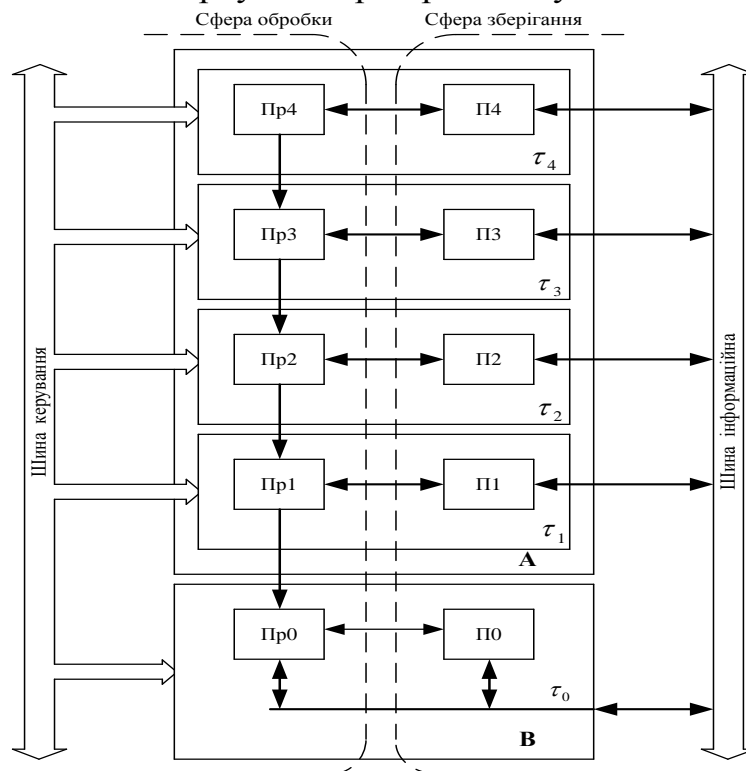 Сфера обробки
Сфера зберігання
Пр4
П4
τ4
Пр3
П3
τ3
Пр2
П2
τ2
Пр1
П1
τ1
А
Пр0
П0
τ0
В
Шина керування
Шина інформаційна